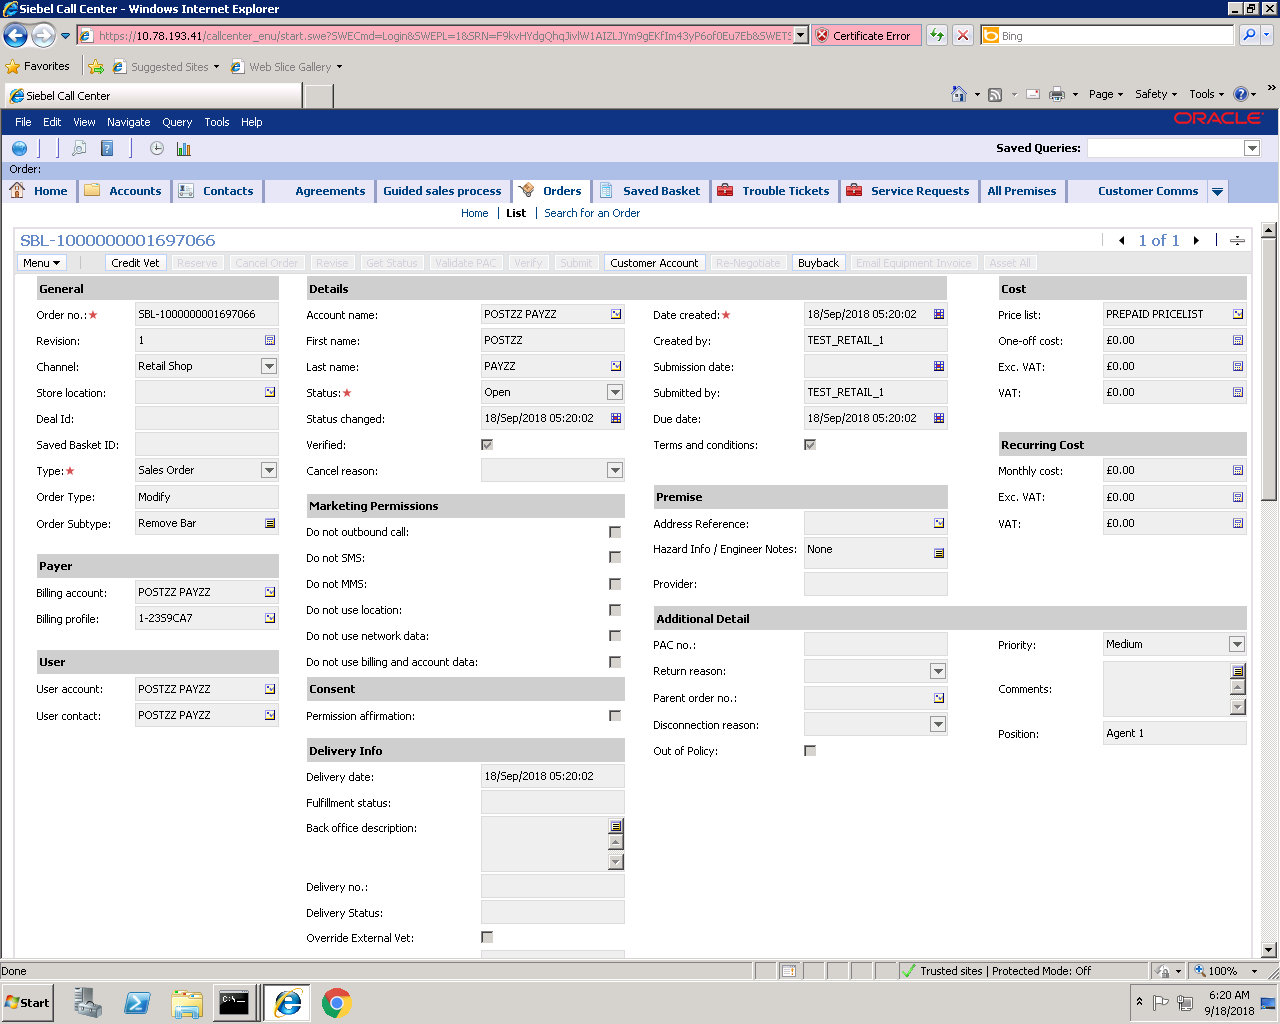 Siebel Call Center - Windows Internet Explorer
https://10.78.193.41/callcenter_enu/start.swe?SWECmd=Login&SWEPL=1&SRN=F9kvHYdgQhqJivlW1AIZLJYm9gEKfIm43yP6of0Eu7Eb&SWETS
Certificate Error
Bing
Favorites
Suggested Sites
Web Slice Gallery
Siebel Call Center
Page
Safety
Tools
File Edit View Navigate Query Tools Help
ORACLE
Saved Queries:
Order:
Home
Accounts
Contacts
Agreements
Guided sales process
Orders
Saved Basket
Trouble Tickets
Service Requests
All Premises
Customer Comms
Home | List | Search for an Order
SBL-1000000001697066
1 of 1
Menu
Credit Vet
Reserve
Cancel Order
Revise
Get Status
Validate PAC
Verify
Submit
Customer Account
Re-Negotiate
Buyback
Email Equipment Invoice
Asset All
General
Order no.: SBL-1000000001697066
Revision: 1
Channel: Retail Shop
Store location:
Deal Id:
Saved Basket ID:
Type: Sales Order
Order Type: Modify
Order Subtype: Remove Bar
Payer
Billing account: POSTZZ PAYZZ
Billing profile: 1-23S9CA7
User
User account: POSTZZ PAYZZ
User contact: POSTZZ PAYZZ
Details
Account name: POSTZZ PAYZZ
First name: POSTZZ
Last name: PAYZZ
Status: Open
Status changed: 18/Sep/2018 05:20:02
Verified:
Cancel reason:
Marketing Permissions
Do not outbound call:
Do not SMS:
Do not MMS:
Do not use location:
Do not use network data:
Do not use billing and account data:
Consent
Permission affirmation:
Delivery Info
Delivery date: 18/Sep/2018 05:20:02
Fulfillment status:
Back office description:
Delivery no.:
Delivery Status:
Override External Vet:
Date created: 18/Sep/2018 05:20:02
Created by: TEST_RETAIL_1
Submission date:
Submitted by: TEST_RETAIL_1
Due date: 18/Sep/2018 05:20:02
Terms and conditions:
Premise
Address Reference:
Hazard Info / Engineer Notes: None
Provider:
Additional Detail
PAC no.:
Return reason:
Parent order no.:
Disconnection reason:
Out of Policy:
Priority: Medium
Comments:
Position: Agent 1
Cost
Price list: PREPAID PRICELIST
One-off cost: £0.00
Exc. VAT: £0.00
VAT: £0.00
Recurring Cost
Monthly cost: £0.00
Exc. VAT: £0.00
VAT: £0.00
Done
Trusted sites | Protected Mode: Off
100%
Start
6:20 AM
9/18/2018